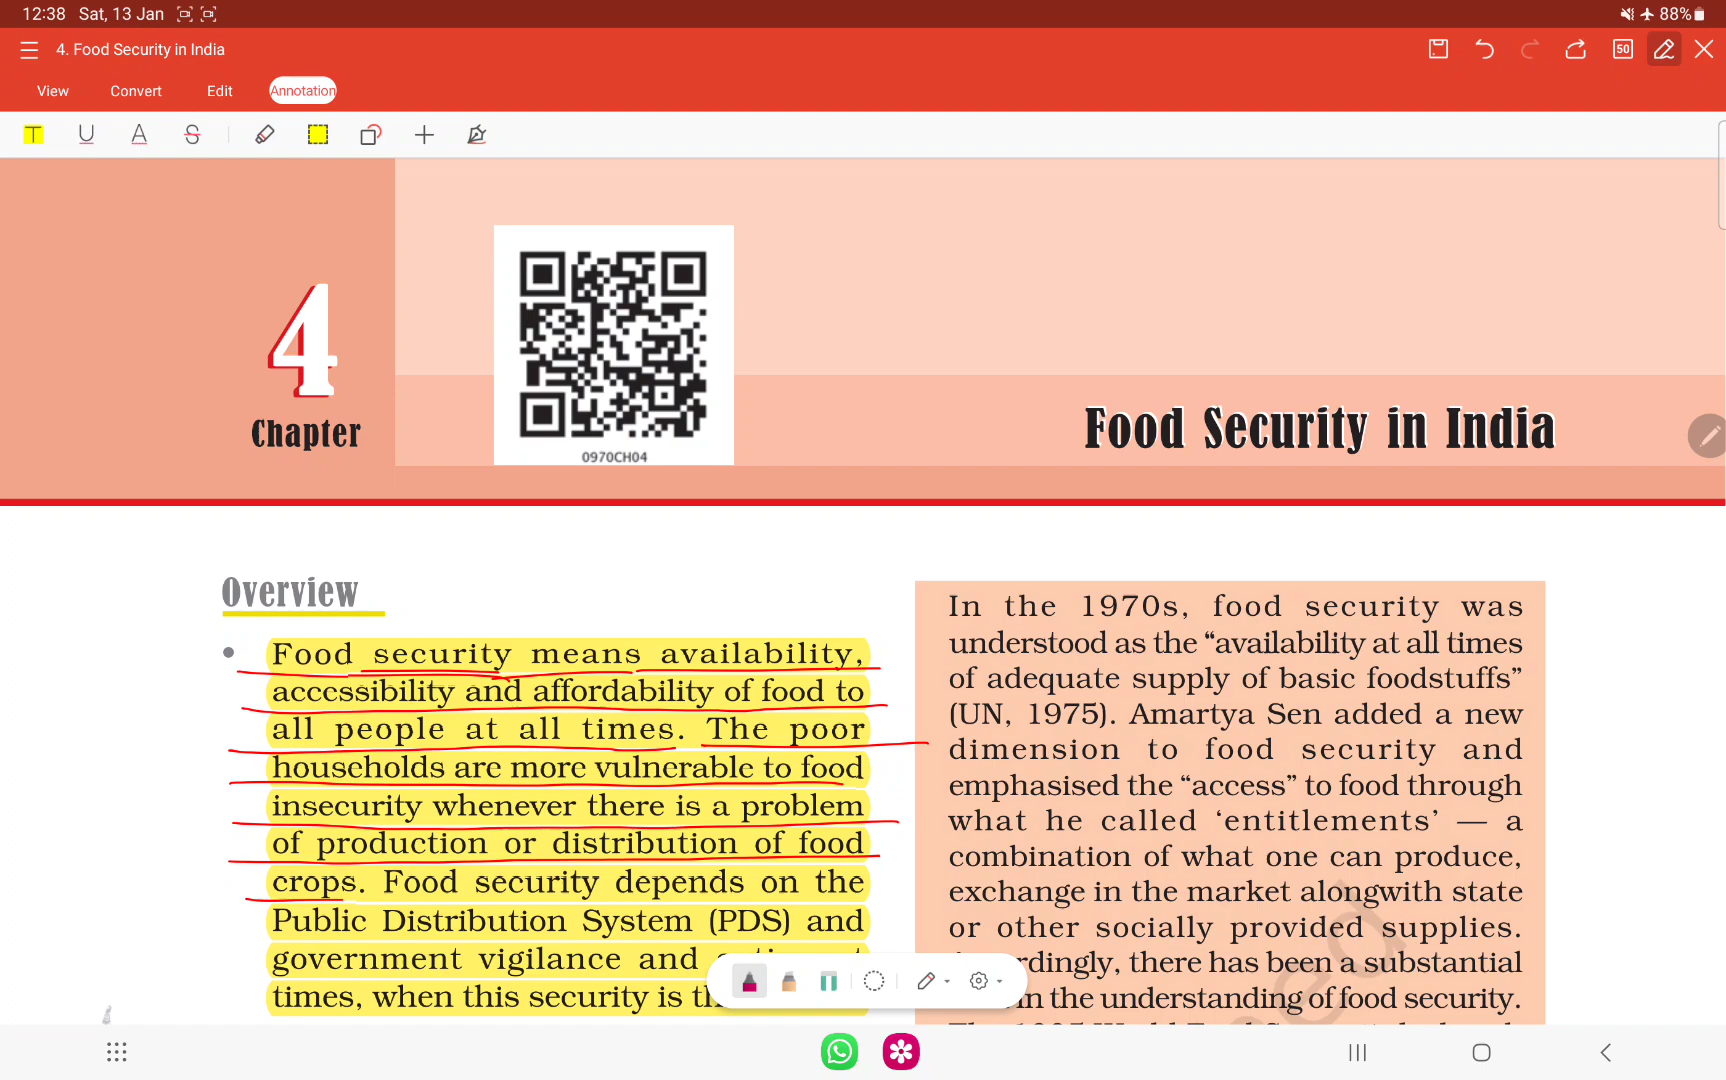 12:38 Sat, 13 Jan
88%
4. Food Security in India
50
View Convert Edit Annotation
T U A S
4
Chapter
0970CH04
Food Security in India
Overview
• Food security means availability,
accessibility and affordability of food to
all people at all times. The poor
households are more vulnerable to food
insecurity whenever there is a problem
of production or distribution of food
crops. Food security depends on the
Public Distribution System (PDS) and
government vigilance and
times, when this security is
In the 1970s, food security was
understood as the “availability at all times
of adequate supply of basic foodstuffs”
(UN, 1975). Amartya Sen added a new
dimension to food security and
emphasised the “access” to food through
what he called ‘entitlements’ — a
combination of what one can produce,
exchange in the market alongwith state
or other socially provided supplies.
there has been a substantial
in the understanding of food security.